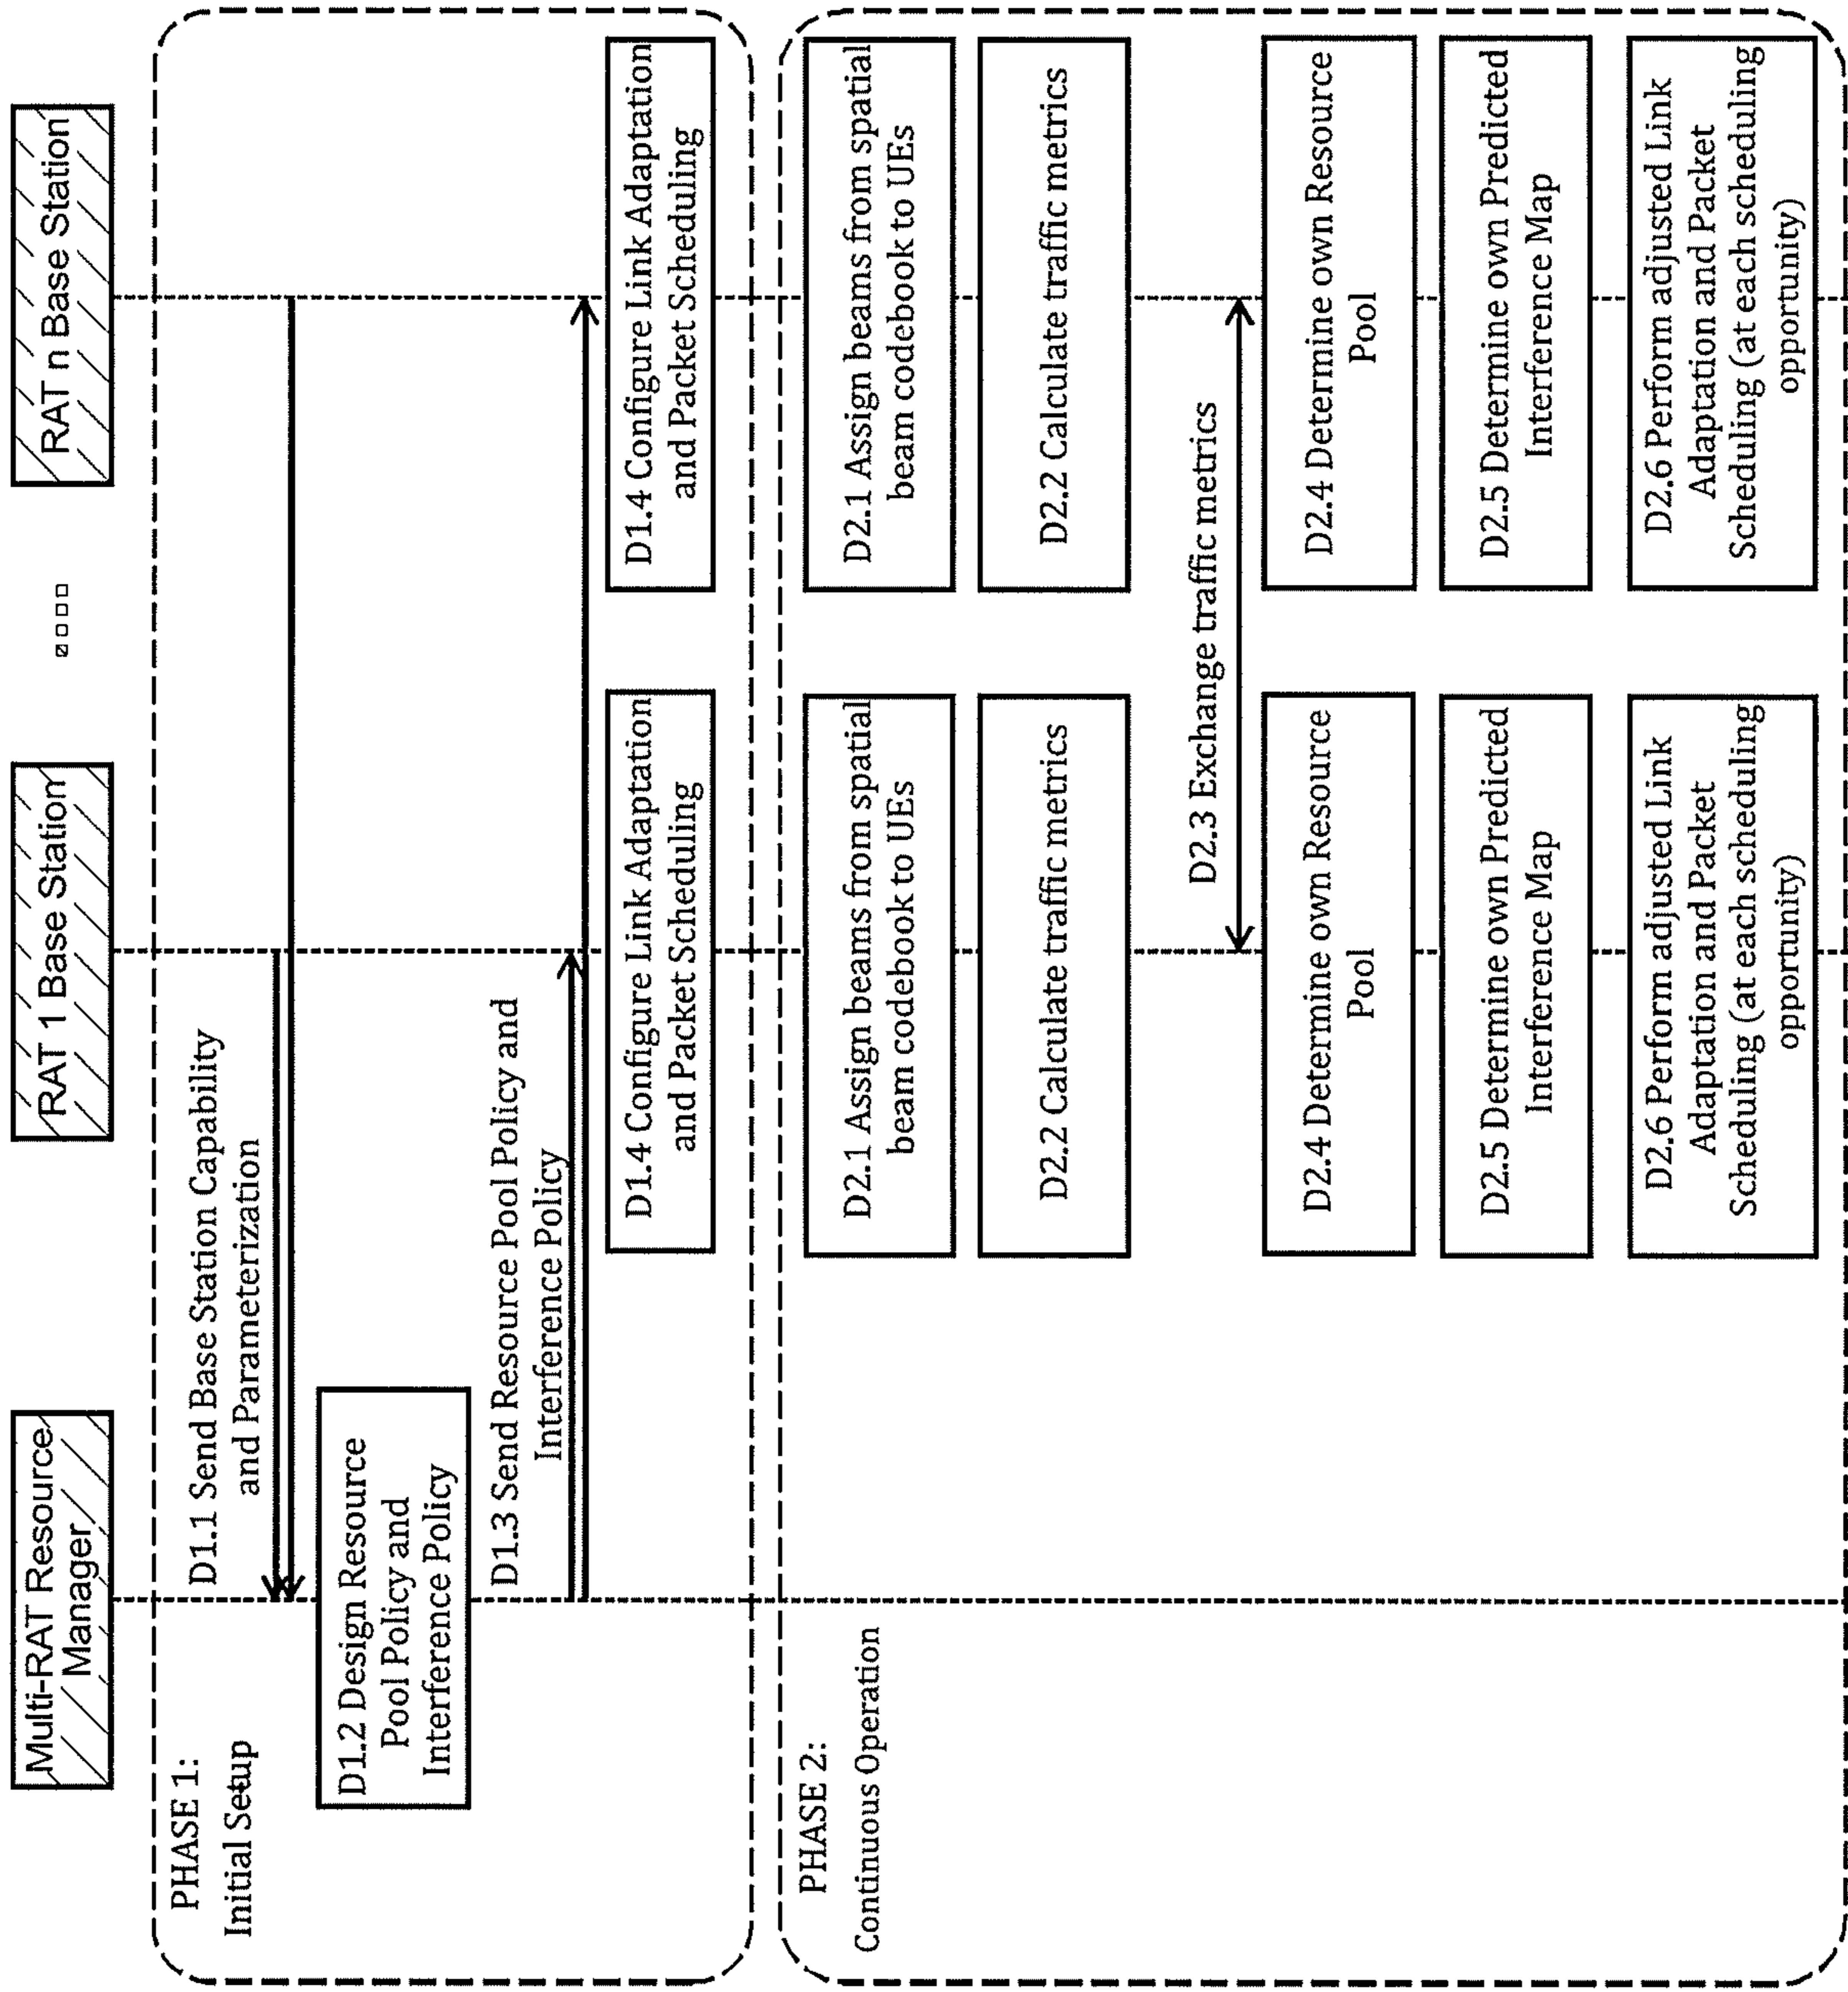 Multi-RAT Resource
Manager
RAT 1 Base Station
RAT n Base Station
PHASE 1:
Initial Setup
D1.1 Send Base Station Capability
and Parameterization
D1.2 Design Resource
Pool Policy and
Interference Policy
D1.3 Send Resource Pool Policy and
Interference Policy
D1.4 Configure Link Adaptation
and Packet Scheduling
D1.4 Configure Link Adaptation
and Packet Scheduling
PHASE 2:
Continuous Operation
D2.1 Assign beams from spatial
beam codebook to UEs
D2.1 Assign beams from spatial
beam codebook to UEs
D2.2 Calculate traffic metrics
D2.2 Calculate traffic metrics
D2.3 Exchange traffic metrics
D2.4 Determine own Resource
Pool
D2.4 Determine own Resource
Pool
D2.5 Determine own Predicted
Interference Map
D2.5 Determine own Predicted
Interference Map
D2.6 Perform adjusted Link
Adaptation and Packet
Scheduling (at each scheduling
opportunity)
D2.6 Perform adjusted Link
Adaptation and Packet
Scheduling (at each scheduling
opportunity)